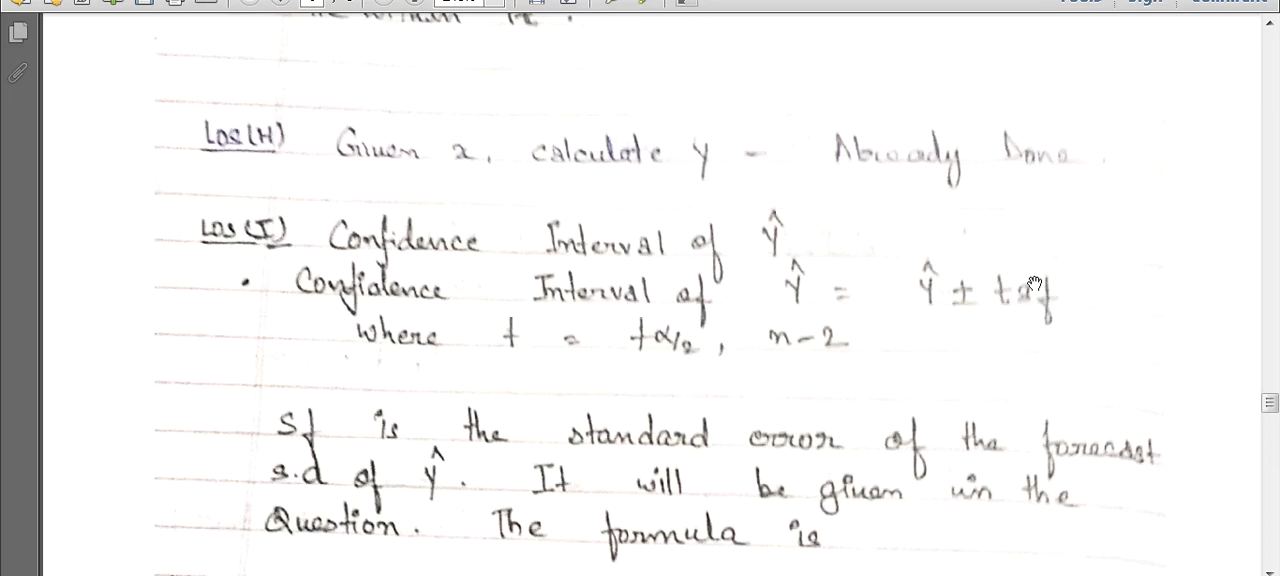 Los(H) Given x, calculate y - Already Done.
Los(I) Confidence Interval of Ŷ
• Confidence Interval of Ŷ = Ŷ ± t sf
where t = tα/2, n-2
Sf is the standard error of the forecast
s.d of Ŷ. It will be given in the
Question. The formula is